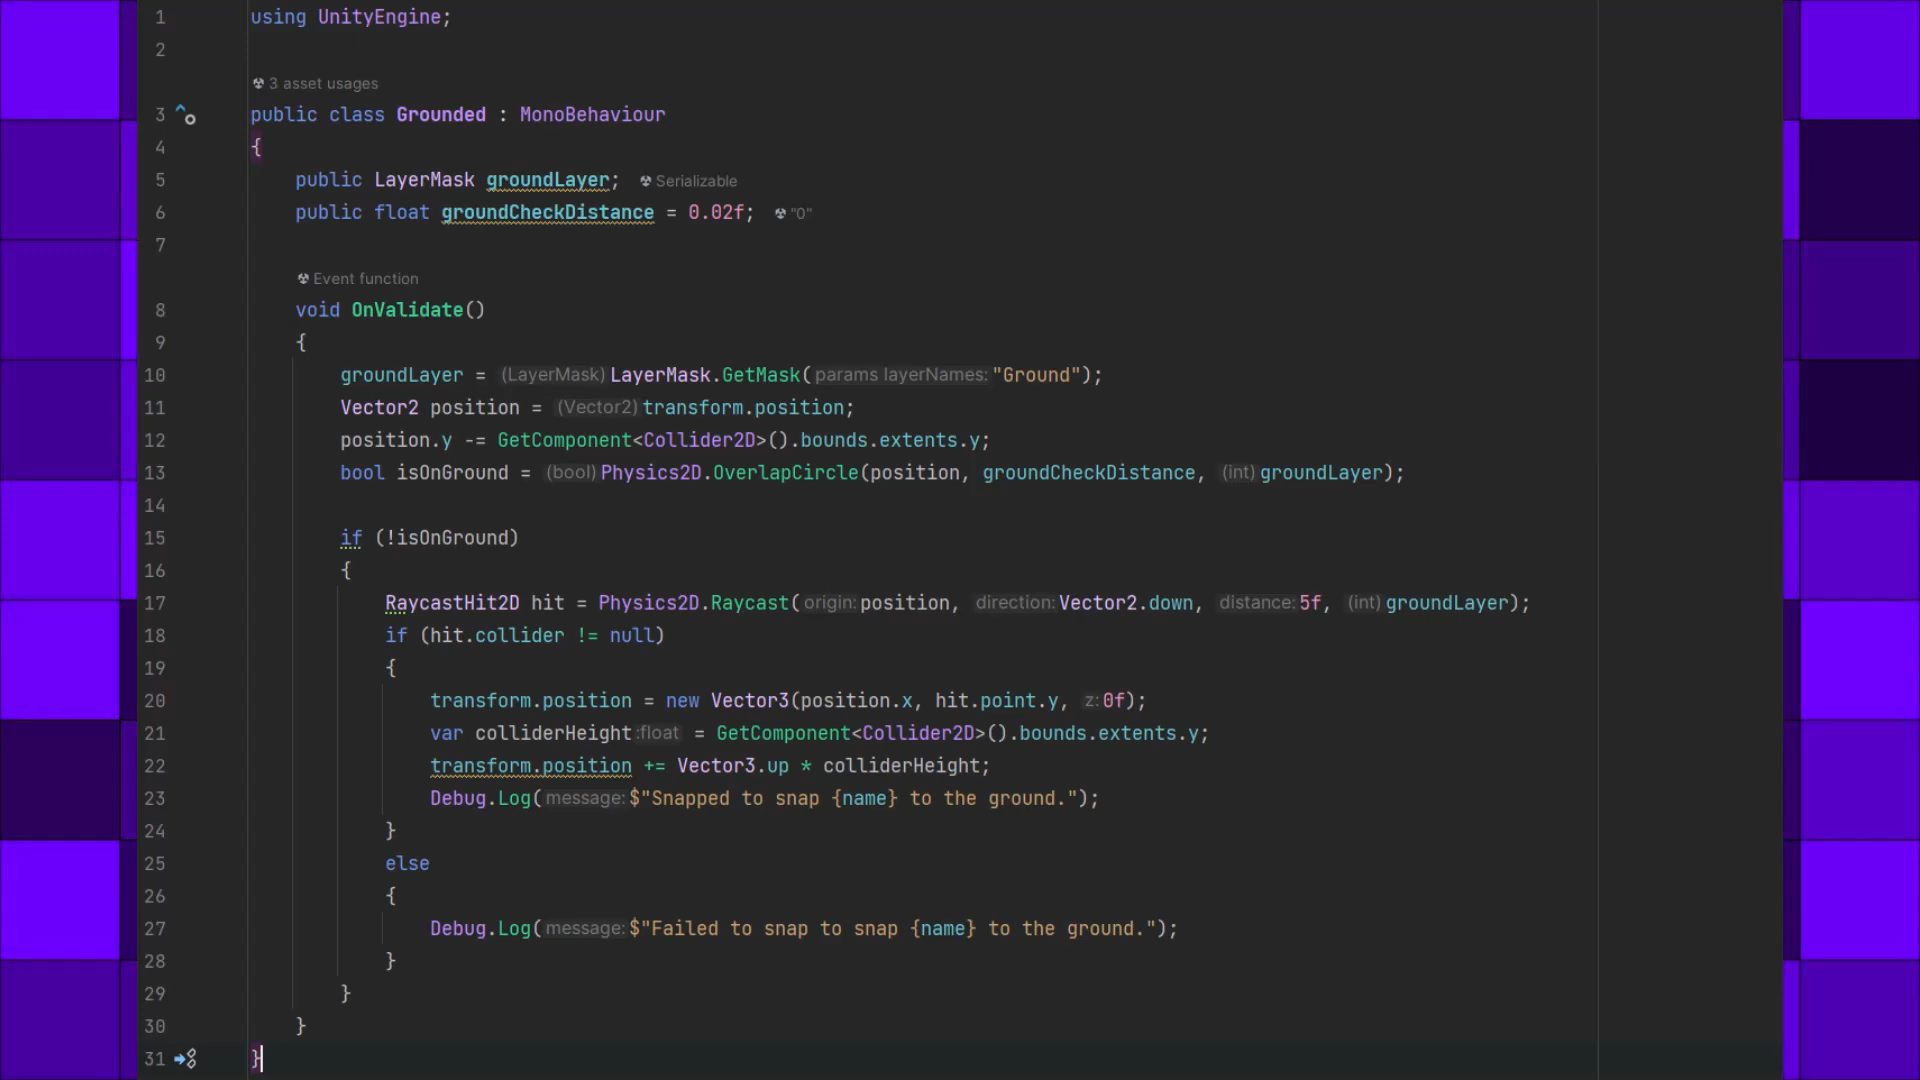 1 using UnityEngine;
2
3 asset usages
3 public class Grounded : MonoBehaviour
4 {
5 public LayerMask groundLayer; Serializable
6 public float groundCheckDistance = 0.02f; "0"
7
Event function
8 void OnValidate()
9 {
10 groundLayer = (LayerMask) LayerMask.GetMask( params layerNames: "Ground");
11 Vector2 position = (Vector2) transform.position;
12 position.y -= GetComponent<Collider2D>().bounds.extents.y;
13 bool isOnGround = (bool) Physics2D.OverlapCircle(position, groundCheckDistance, (int) groundLayer);
14
15 if (!isOnGround)
16 {
17 RaycastHit2D hit = Physics2D.Raycast( origin: position, direction: Vector2.down, distance: 5f, (int) groundLayer);
18 if (hit.collider != null)
19 {
20 transform.position = new Vector3(position.x, hit.point.y, z: 0f);
21 var colliderHeight :float = GetComponent<Collider2D>().bounds.extents.y;
22 transform.position += Vector3.up * colliderHeight;
23 Debug.Log( message: $"Snapped to snap {name} to the ground.");
24 }
25 else
26 {
27 Debug.Log( message: $"Failed to snap to snap {name} to the ground.");
28 }
29 }
30 }
31 }